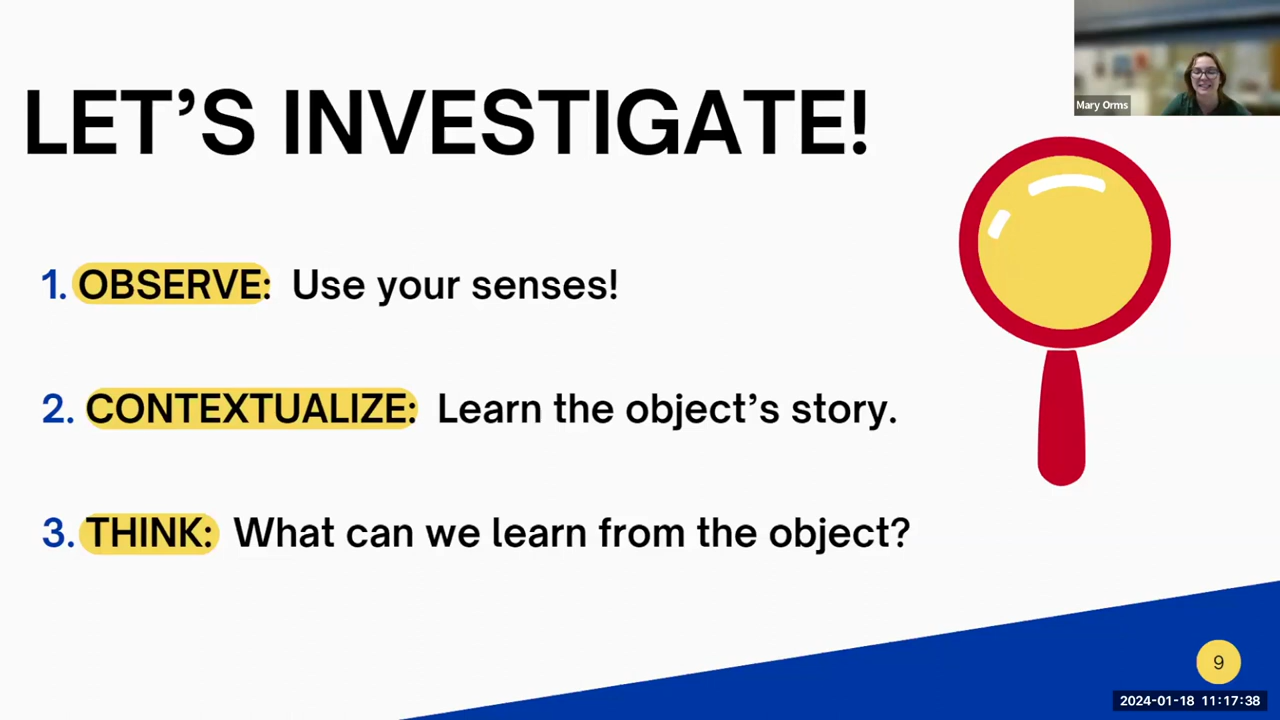 Mary Orms
LET’S INVESTIGATE!
1. OBSERVE: Use your senses!
2. CONTEXTUALIZE: Learn the object’s story.
3. THINK: What can we learn from the object?
9
2024-01-18 11:17:38